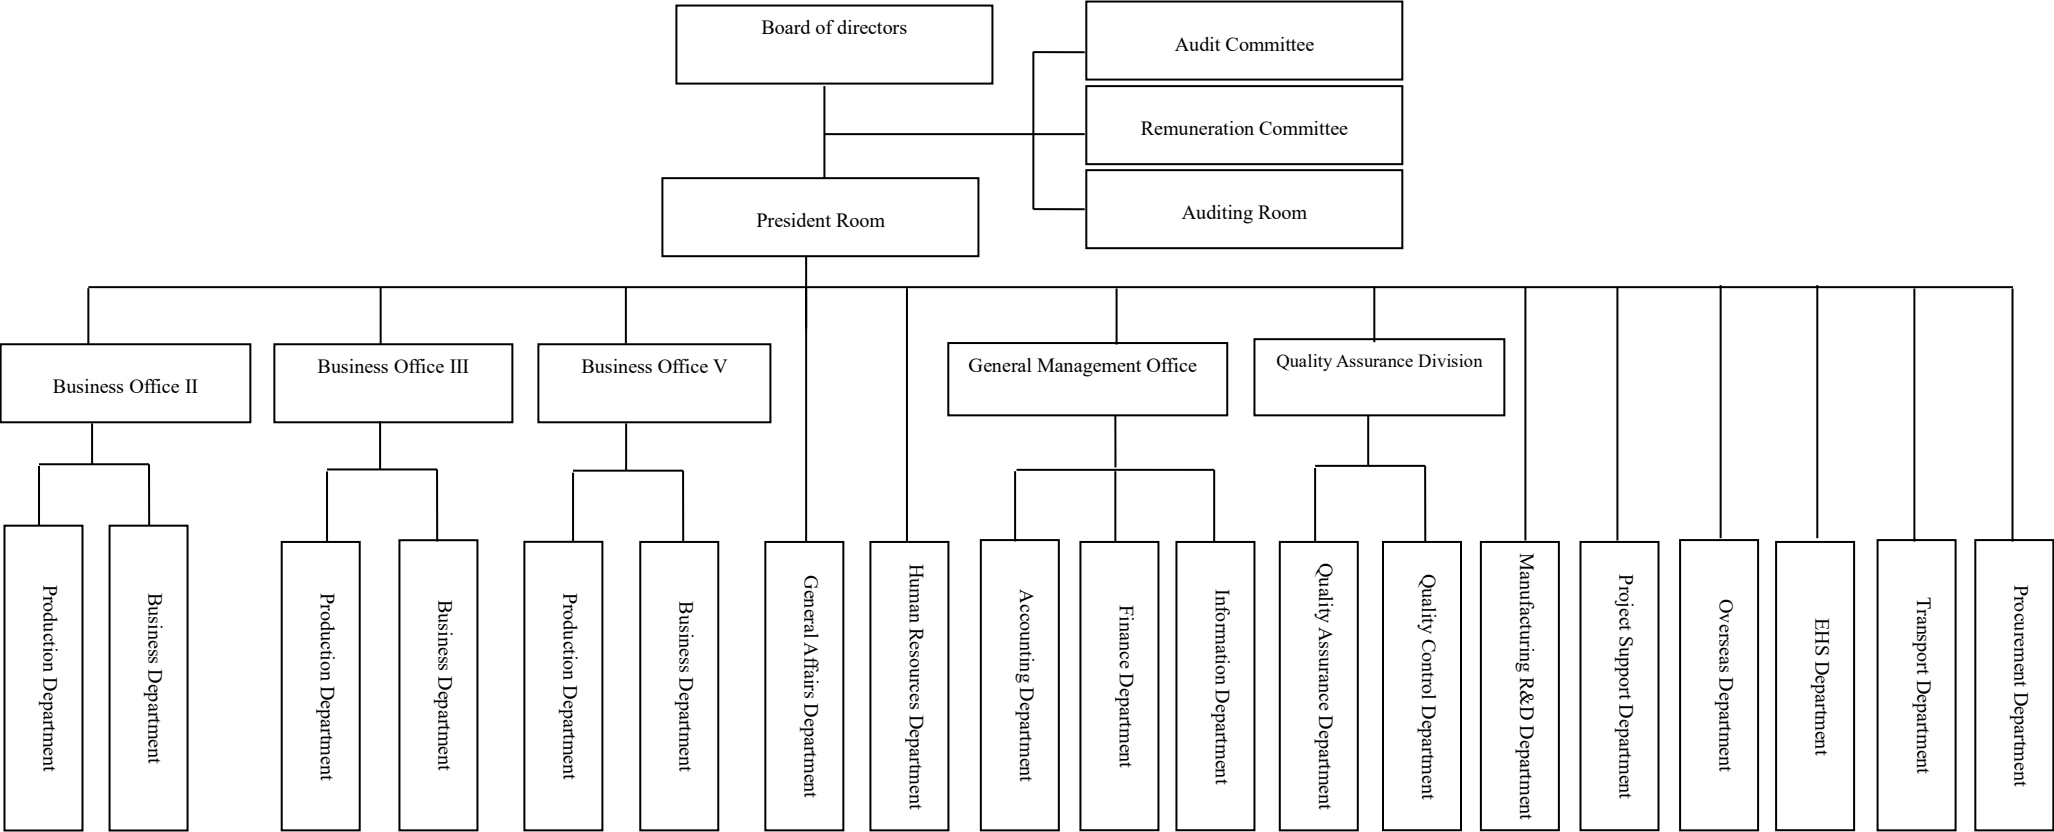 Board of directors
Audit Committee
Remuneration Committee
Auditing Room
President Room
Business Office II
Business Office III
Business Office V
General Management Office
Quality Assurance Division
Production Department
Business Department
Production Department
Business Department
Production Department
Business Department
General Affairs Department
Human Resources Department
Accounting Department
Finance Department
Information Department
Quality Assurance Department
Quality Control Department
Manufacturing R&D Department
Project Support Department
Overseas Department
EHS Department
Transport Department
Procurement Department